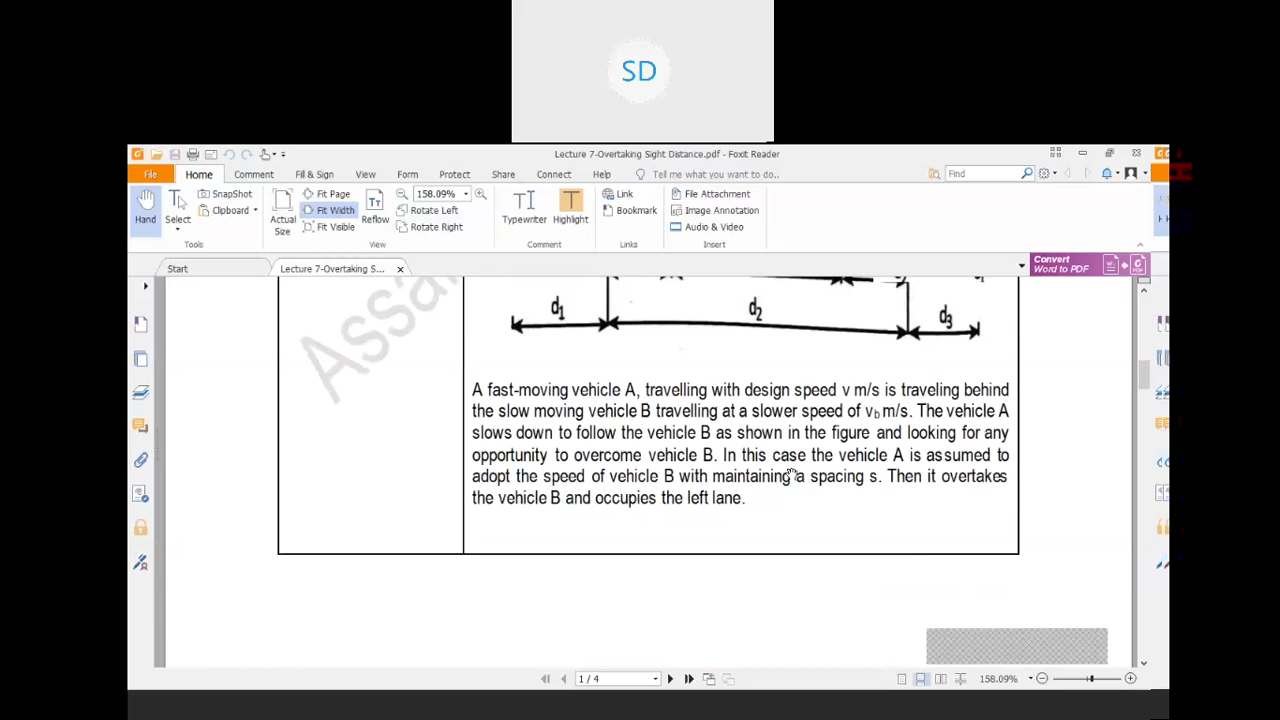 SD
Lecture 7-Overtaking Sight Distance.pdf - Foxit Reader
File Home Comment Fill & Sign View Form Protect Share Connect Help Tell me what you want to do.. Find
Hand
Select
SnapShot
Clipboard
Actual Size
Fit Page
Fit Width
Fit Visible
Reflow
158.09%
Rotate Left
Rotate Right
Typewriter
Highlight
Link
Bookmark
File Attachment
Image Annotation
Audio & Video
Tools View Comment Links Insert
Start
Lecture 7-Overtaking S...
Convert
Word to PDF
Assa
d1 d2 d3
A fast-moving vehicle A, travelling with design speed v m/s is traveling behind
the slow moving vehicle B travelling at a slower speed of vb m/s. The vehicle A
slows down to follow the vehicle B as shown in the figure and looking for any
opportunity to overcome vehicle B. In this case the vehicle A is assumed to
adopt the speed of vehicle B with maintaining a spacing s. Then it overtakes
the vehicle B and occupies the left lane.
1 / 4
158.09%